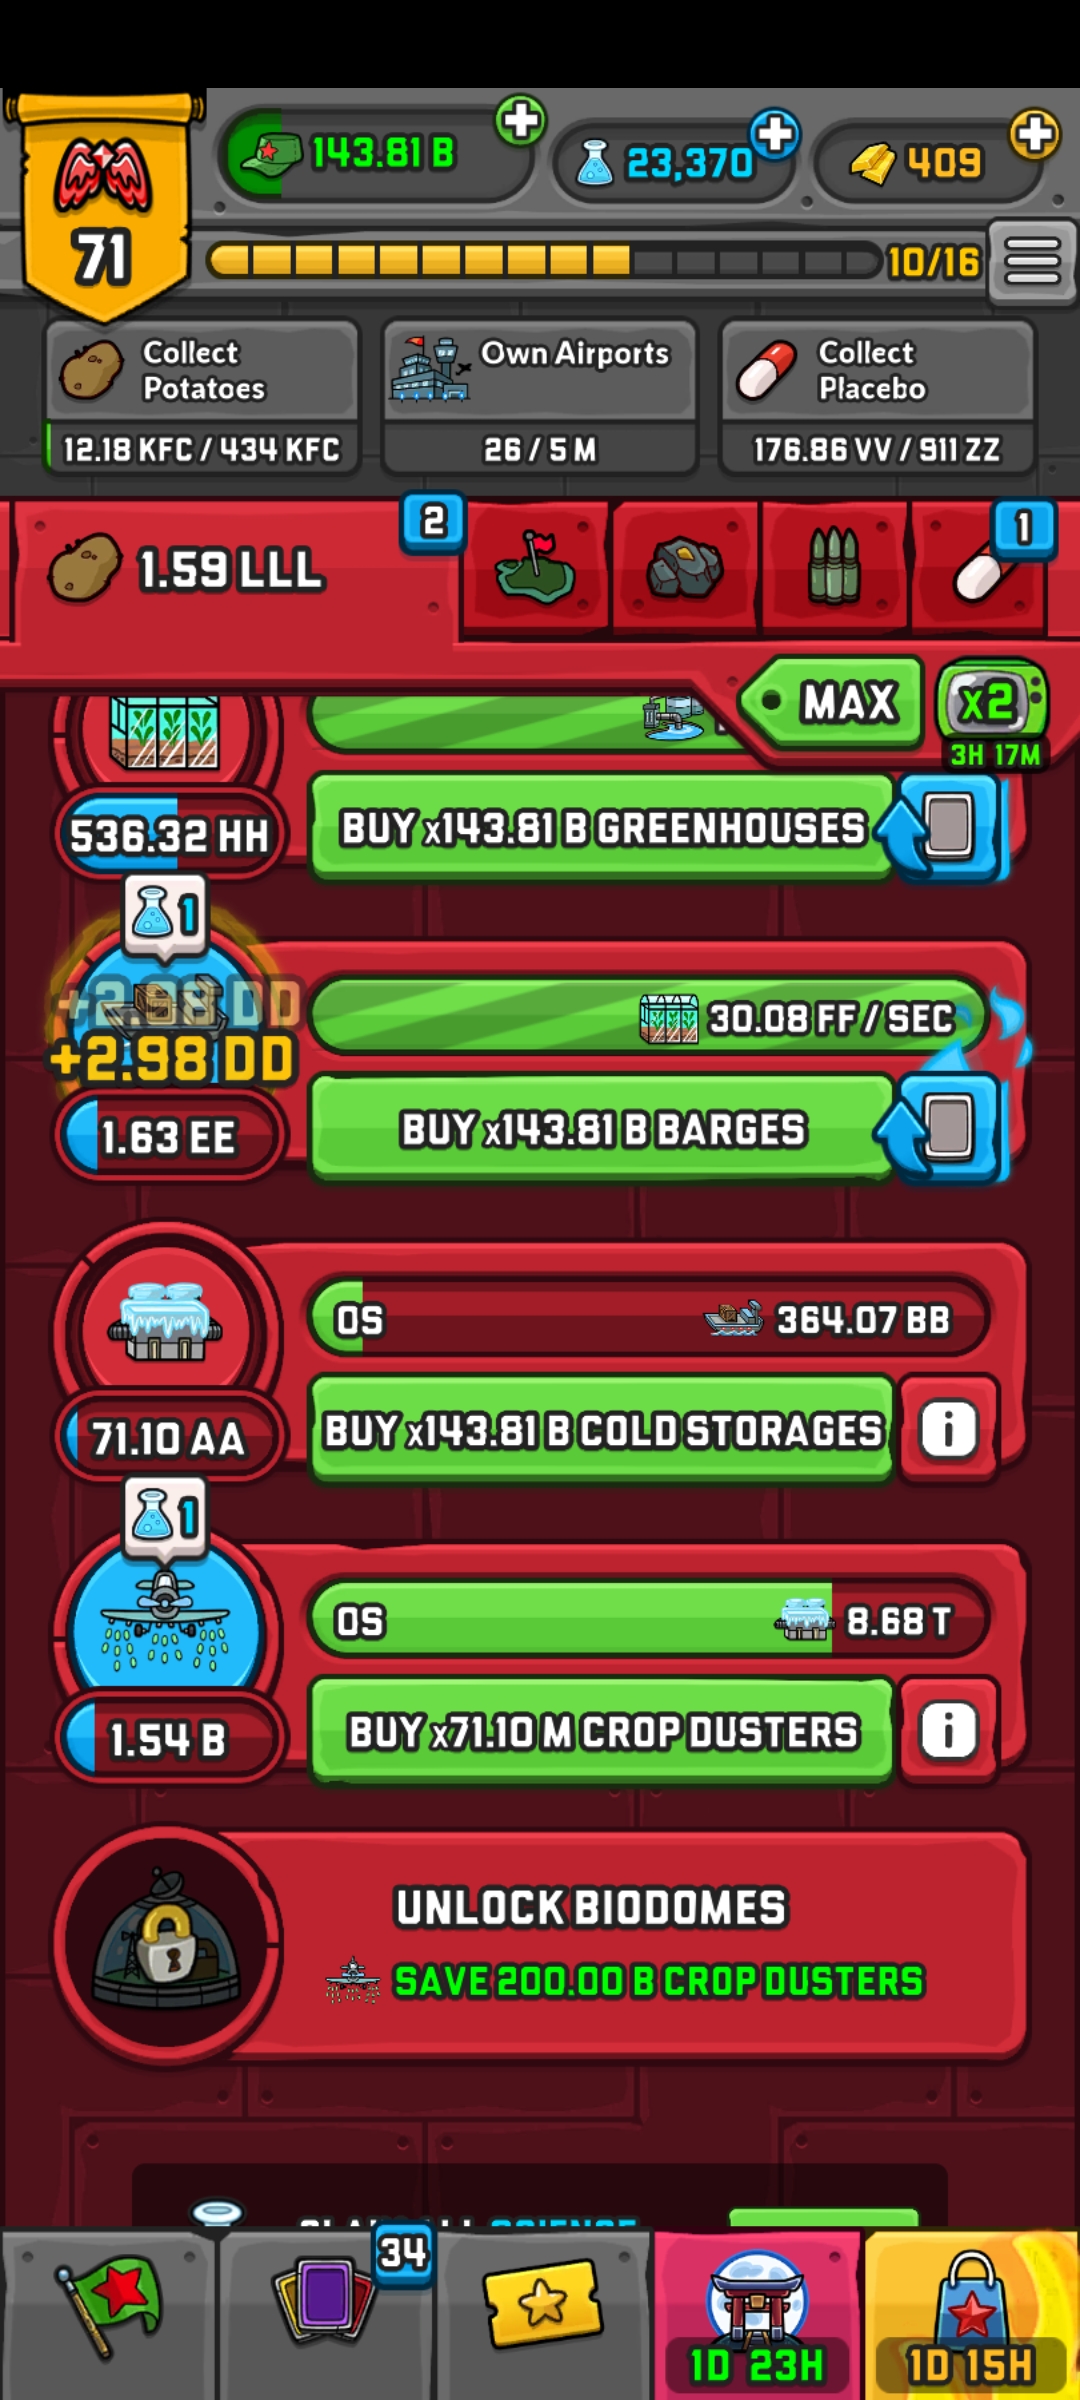 143.81 B
23,370
409
71
10/16
Collect
Potatoes
12.18 KFC / 434 KFC
Own Airports
26 / 5 M
Collect
Placebo
176.86 VV / 911 ZZ
1.59 LLL
2
1
MAX
x2
3H 17M
536.32 HH
BUY x143.81 B GREENHOUSES
1
+2.98 DD
+2.98 DD
30.08 FF / SEC
1.63 EE
BUY x143.81 B BARGES
0S
364.07 BB
71.10 AA
BUY x143.81 B COLD STORAGES
i
1
0S
8.68 T
1.54 B
BUY x71.10 M CROP DUSTERS
i
UNLOCK BIODOMES
SAVE 200.00 B CROP DUSTERS
34
1D 23H
1D 15H